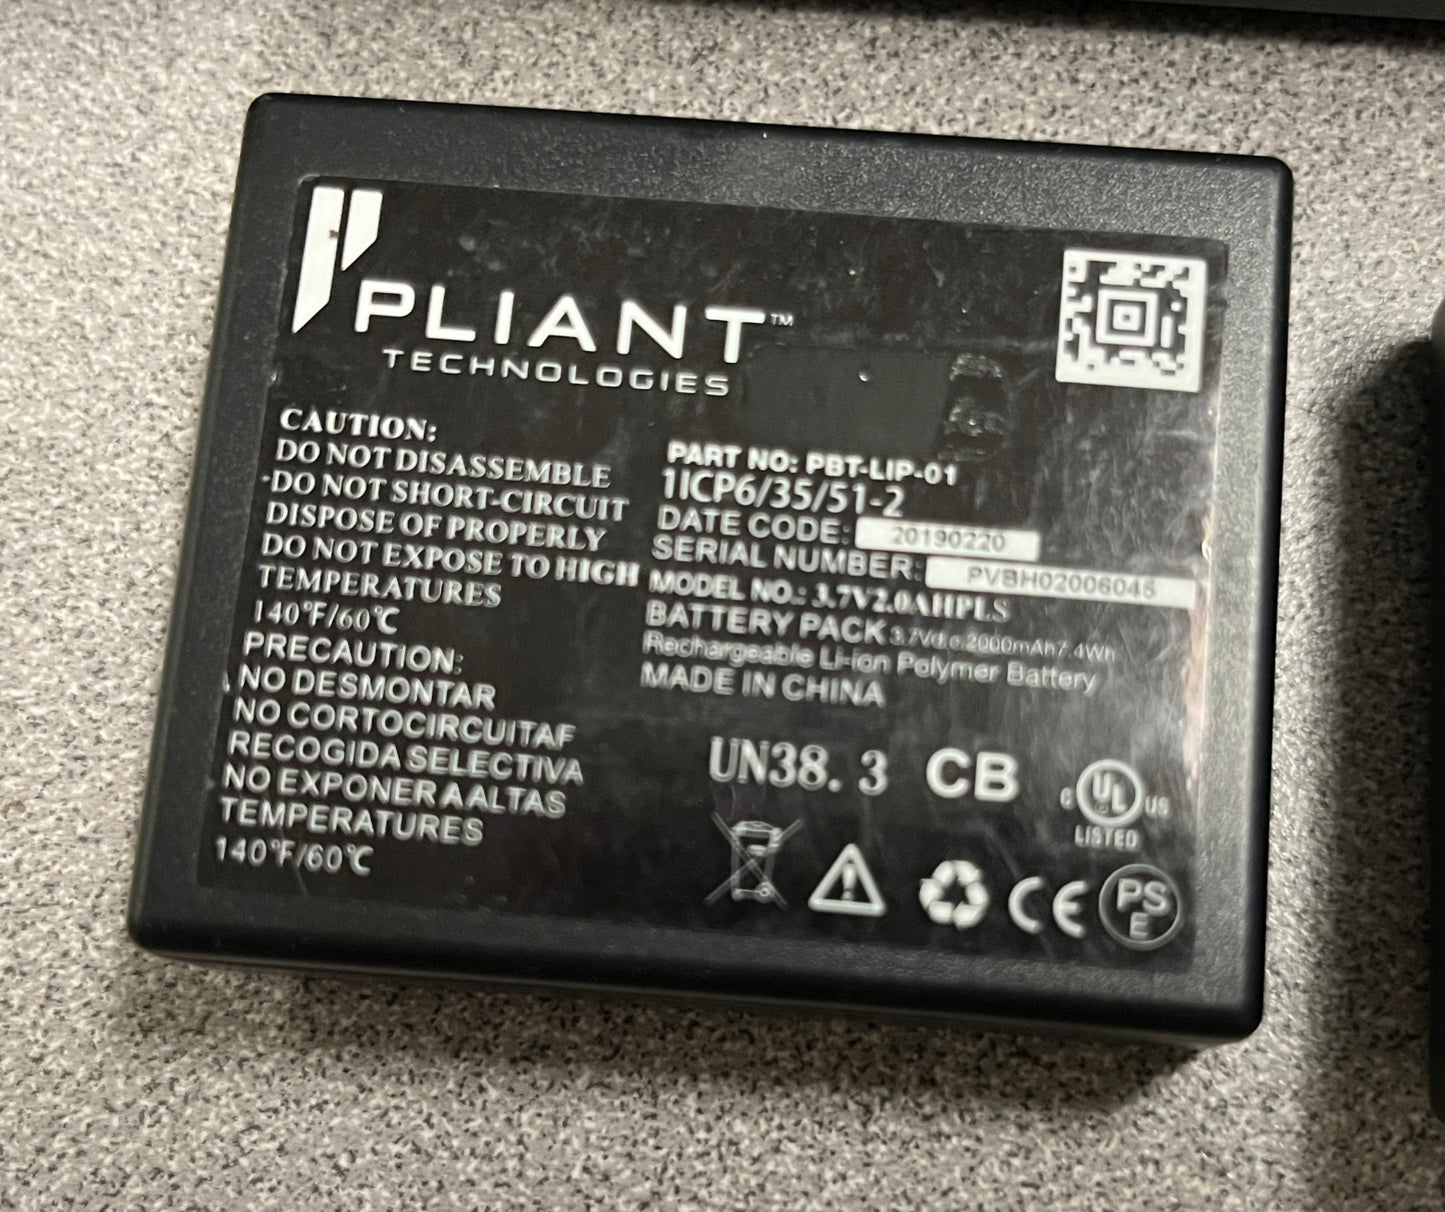 PLIANT™
TECHNOLOGIES
CAUTION:
DO NOT DISASSEMBLE
-DO NOT SHORT-CIRCUIT
DISPOSE OF PROPERLY
DO NOT EXPOSE TO HIGH
TEMPERATURES
140°F/60℃
PRECAUTION:
NO DESMONTAR
NO CORTOCIRCUITAF
RECOGIDA SELECTIVA
NO EXPONER A ALTAS
TEMPERATURES
140°F/60℃
PART NO: PBT-LIP-01
1ICP6/35/51-2
DATE CODE: 20190220
SERIAL NUMBER: PVBH02006045
MODEL NO.: 3.7V2.0AHPLS
BATTERY PACK 3.7Vd.c.2000mAh7.4Wh
Rechargeable Li-ion Polymer Battery
MADE IN CHINA
UN38.3 CB
C UL US
LISTED
CE
PS
E